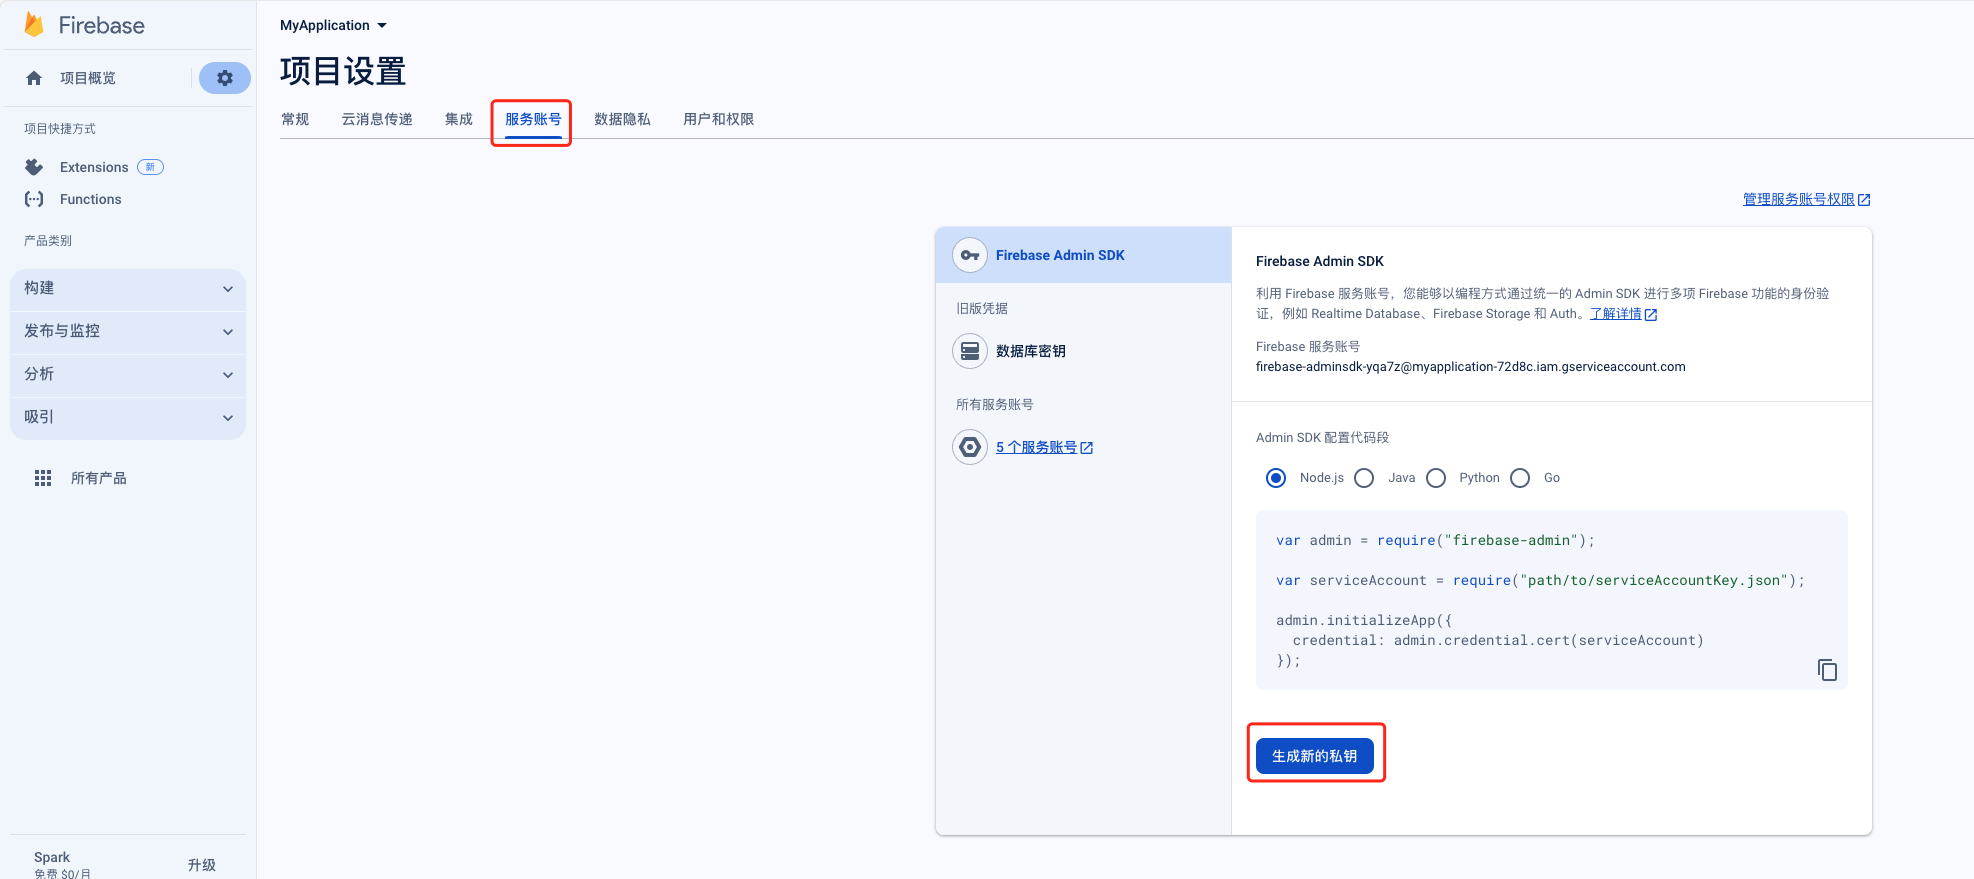 Firebase
项目概览
项目快捷方式
Extensions 新
Functions
产品类别
构建
发布与监控
分析
吸引
所有产品
Spark
免费 $0/月
升级
MyApplication
项目设置
常规 云消息传递 集成 服务账号 数据隐私 用户和权限
管理服务账号权限
Firebase Admin SDK
旧版凭据
数据库密钥
所有服务账号
5 个服务账号
Firebase Admin SDK
利用 Firebase 服务账号，您能够以编程方式通过统一的 Admin SDK 进行多项 Firebase 功能的身份验
证，例如 Realtime Database、Firebase Storage 和 Auth。了解详情
Firebase 服务账号
firebase-adminsdk-yqa7z@myapplication-72d8c.iam.gserviceaccount.com
Admin SDK 配置代码段
Node.js Java Python Go
var admin = require("firebase-admin");
var serviceAccount = require("path/to/serviceAccountKey.json");
admin.initializeApp({
  credential: admin.credential.cert(serviceAccount)
});
生成新的私钥